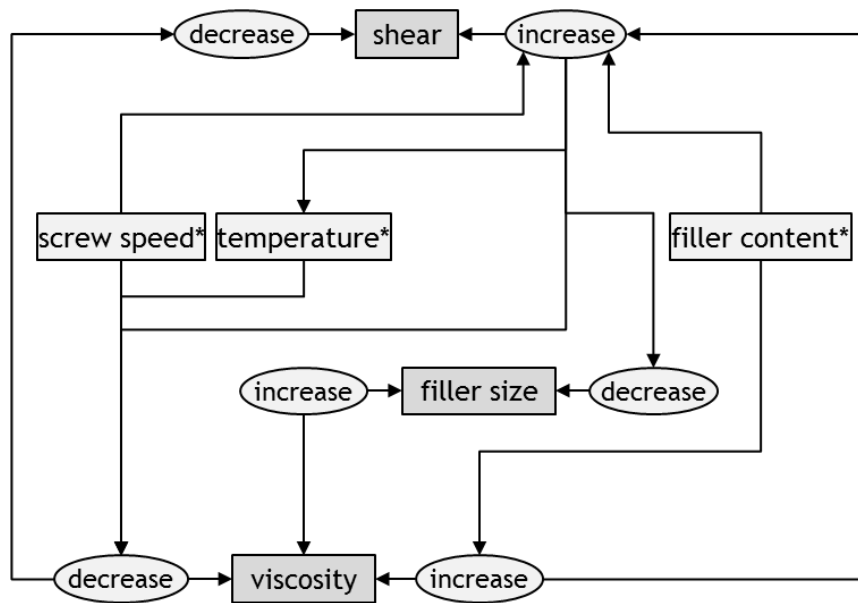 decrease
shear
increase
screw speed*
temperature*
filler content*
increase
filler size
decrease
decrease
viscosity
increase